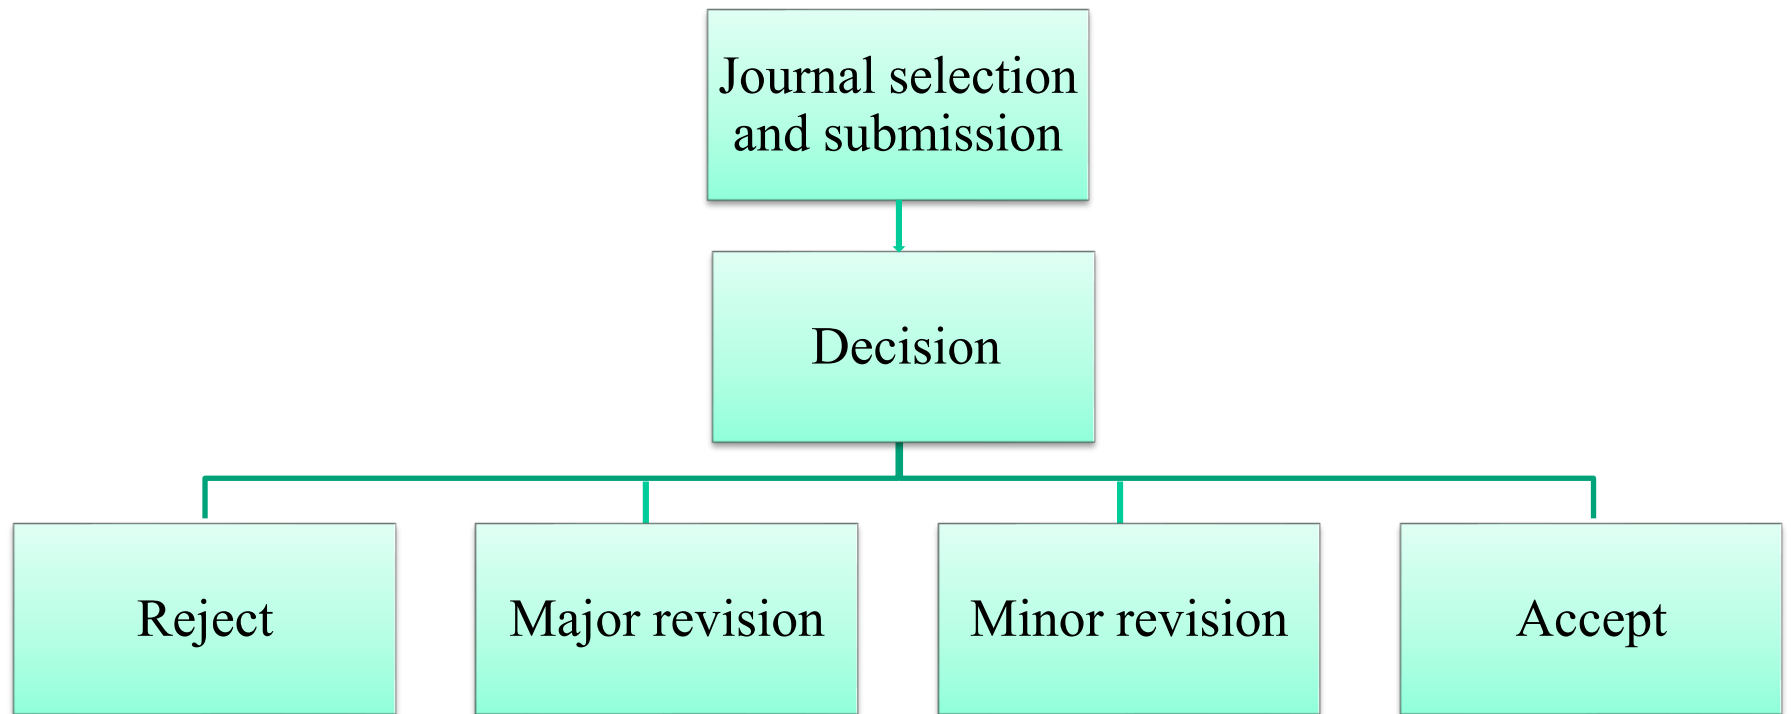 Journal selection
and submission
Decision
Reject
Major revision
Minor revision
Accept